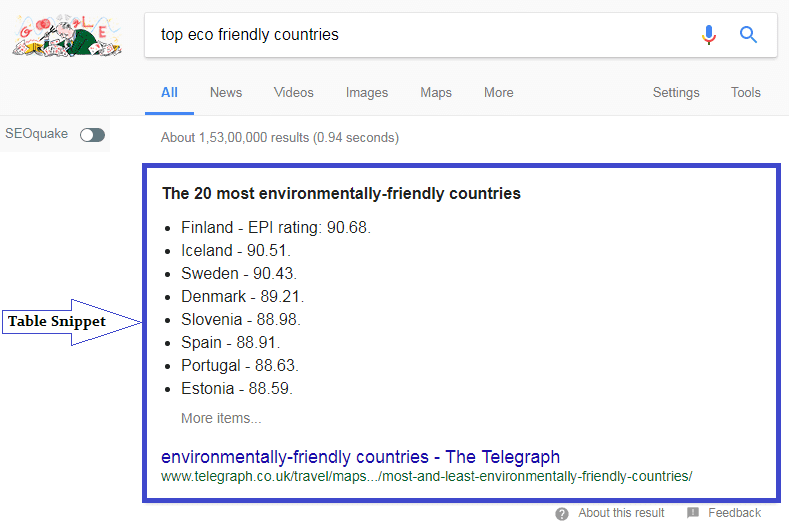 GOOGLE
top eco friendly countries
All News Videos Images Maps More Settings Tools
SEOquake
About 1,53,00,000 results (0.94 seconds)
The 20 most environmentally-friendly countries
Finland - EPI rating: 90.68.
Iceland - 90.51.
Sweden - 90.43.
Denmark - 89.21.
Slovenia - 88.98.
Table Snippet
Spain - 88.91.
Portugal - 88.63.
Estonia - 88.59.
More items...
environmentally-friendly countries - The Telegraph
www.telegraph.co.uk/travel/maps.../most-and-least-environmentally-friendly-countries/
About this result Feedback